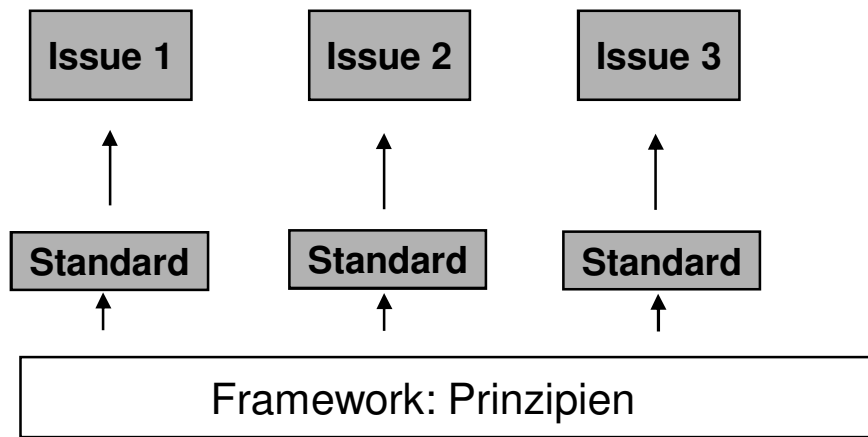 Issue 1 Issue 2 Issue 3
Standard Standard Standard
Framework: Prinzipien